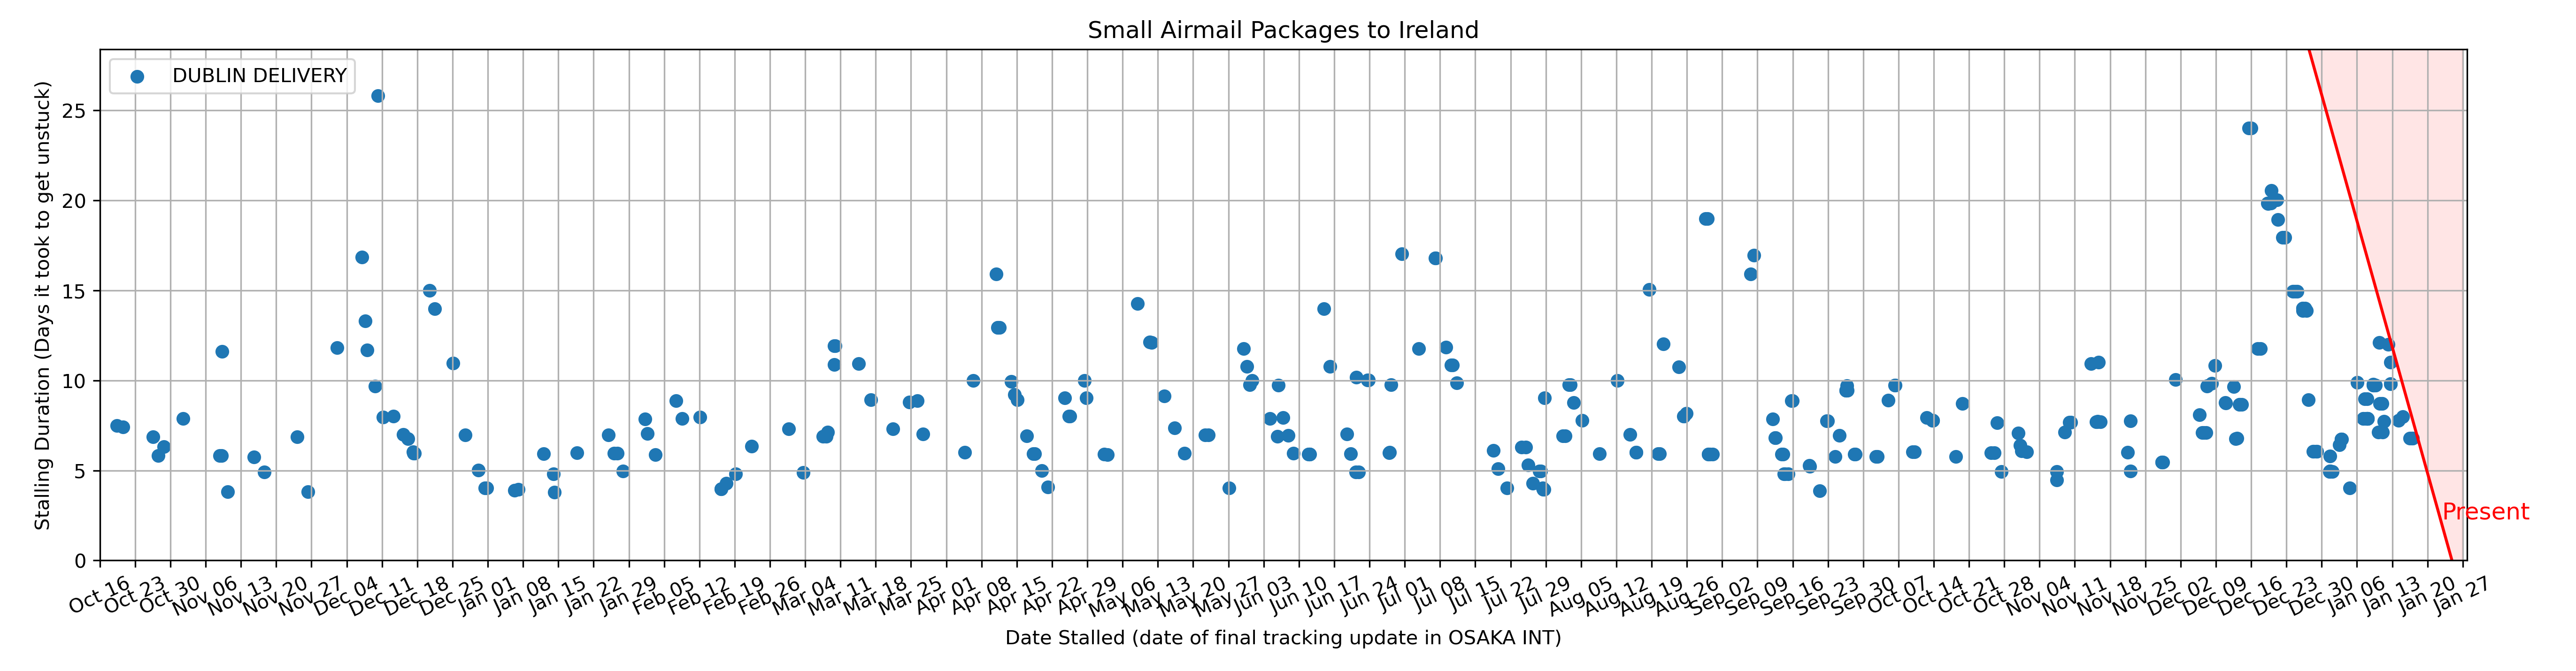 Small Airmail Packages to Ireland
DUBLIN DELIVERY
Stalling Duration (Days it took to get unstuck)
25
20
15
10
5
0
Present
Oct 16
Oct 23
Oct 30
Nov 06
Nov 13
Nov 20
Nov 27
Dec 04
Dec 11
Dec 18
Dec 25
Jan 01
Jan 08
Jan 15
Jan 22
Jan 29
Feb 05
Feb 12
Feb 19
Feb 26
Mar 04
Mar 11
Mar 18
Mar 25
Apr 01
Apr 08
Apr 15
Apr 22
Apr 29
May 06
May 13
May 20
May 27
Jun 03
Jun 10
Jun 17
Jun 24
Jul 01
Jul 08
Jul 15
Jul 22
Jul 29
Aug 05
Aug 12
Aug 19
Aug 26
Sep 02
Sep 09
Sep 16
Sep 23
Sep 30
Oct 07
Oct 14
Oct 21
Oct 28
Nov 04
Nov 11
Nov 18
Nov 25
Dec 02
Dec 09
Dec 16
Dec 23
Dec 30
Jan 06
Jan 13
Jan 20
Jan 27
Date Stalled (date of final tracking update in OSAKA INT)